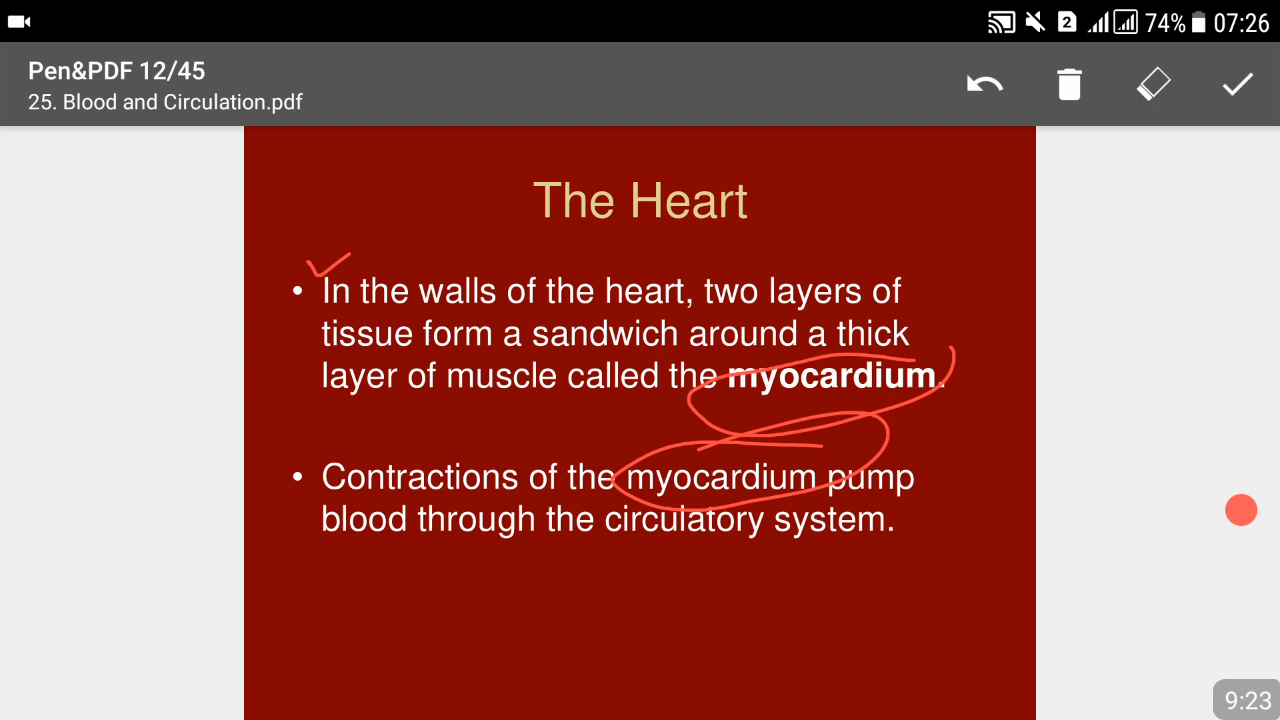 2 74% 07:26
Pen&PDF 12/45
25. Blood and Circulation.pdf
The Heart
• In the walls of the heart, two layers of
tissue form a sandwich around a thick
layer of muscle called the myocardium.
• Contractions of the myocardium pump
blood through the circulatory system.
9:23